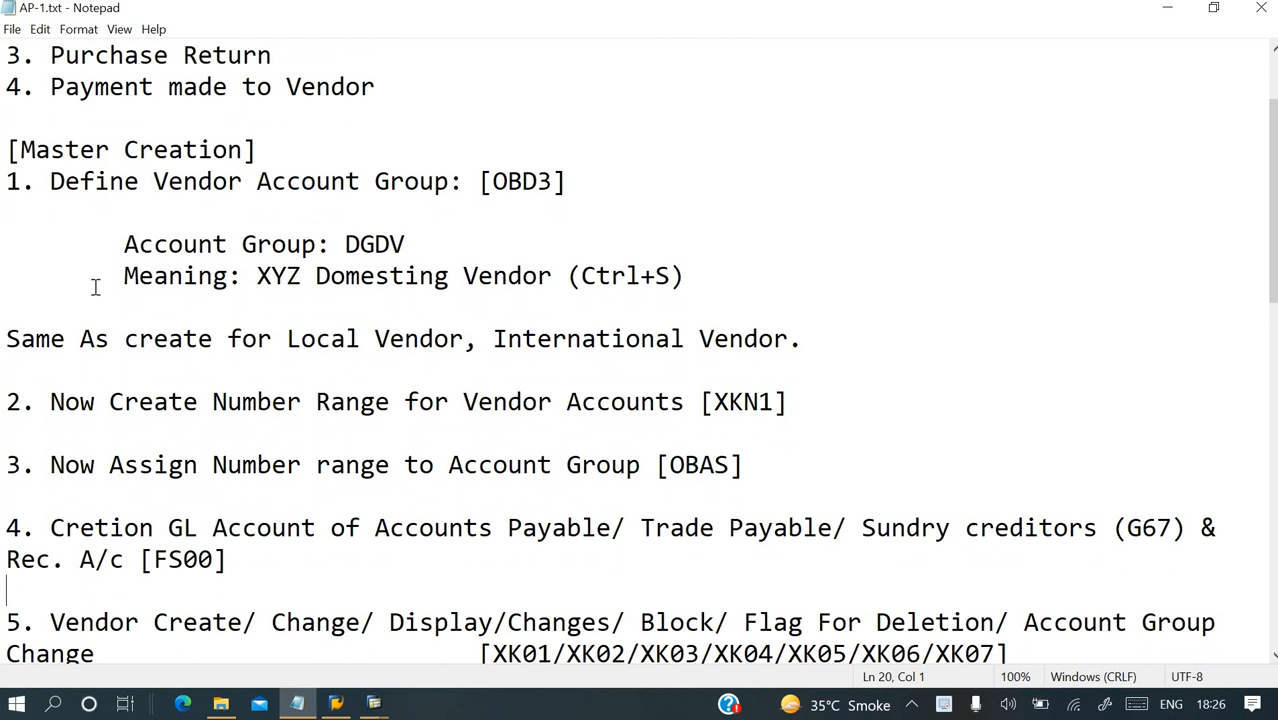 AP-1.txt - Notepad
File Edit Format View Help
3. Purchase Return
4. Payment made to Vendor
[Master Creation]
1. Define Vendor Account Group: [OBD3]
Account Group: DGDV
Meaning: XYZ Domesting Vendor (Ctrl+S)
Same As create for Local Vendor, International Vendor.
2. Now Create Number Range for Vendor Accounts [XKN1]
3. Now Assign Number range to Account Group [OBAS]
4. Cretion GL Account of Accounts Payable/ Trade Payable/ Sundry creditors (G67) &
Rec. A/c [FS00]
5. Vendor Create/ Change/ Display/Changes/ Block/ Flag For Deletion/ Account Group
Change [XK01/XK02/XK03/XK04/XK05/XK06/XK07]
Ln 20, Col 1 100% Windows (CRLF) UTF-8
35°C Smoke ENG 18:26